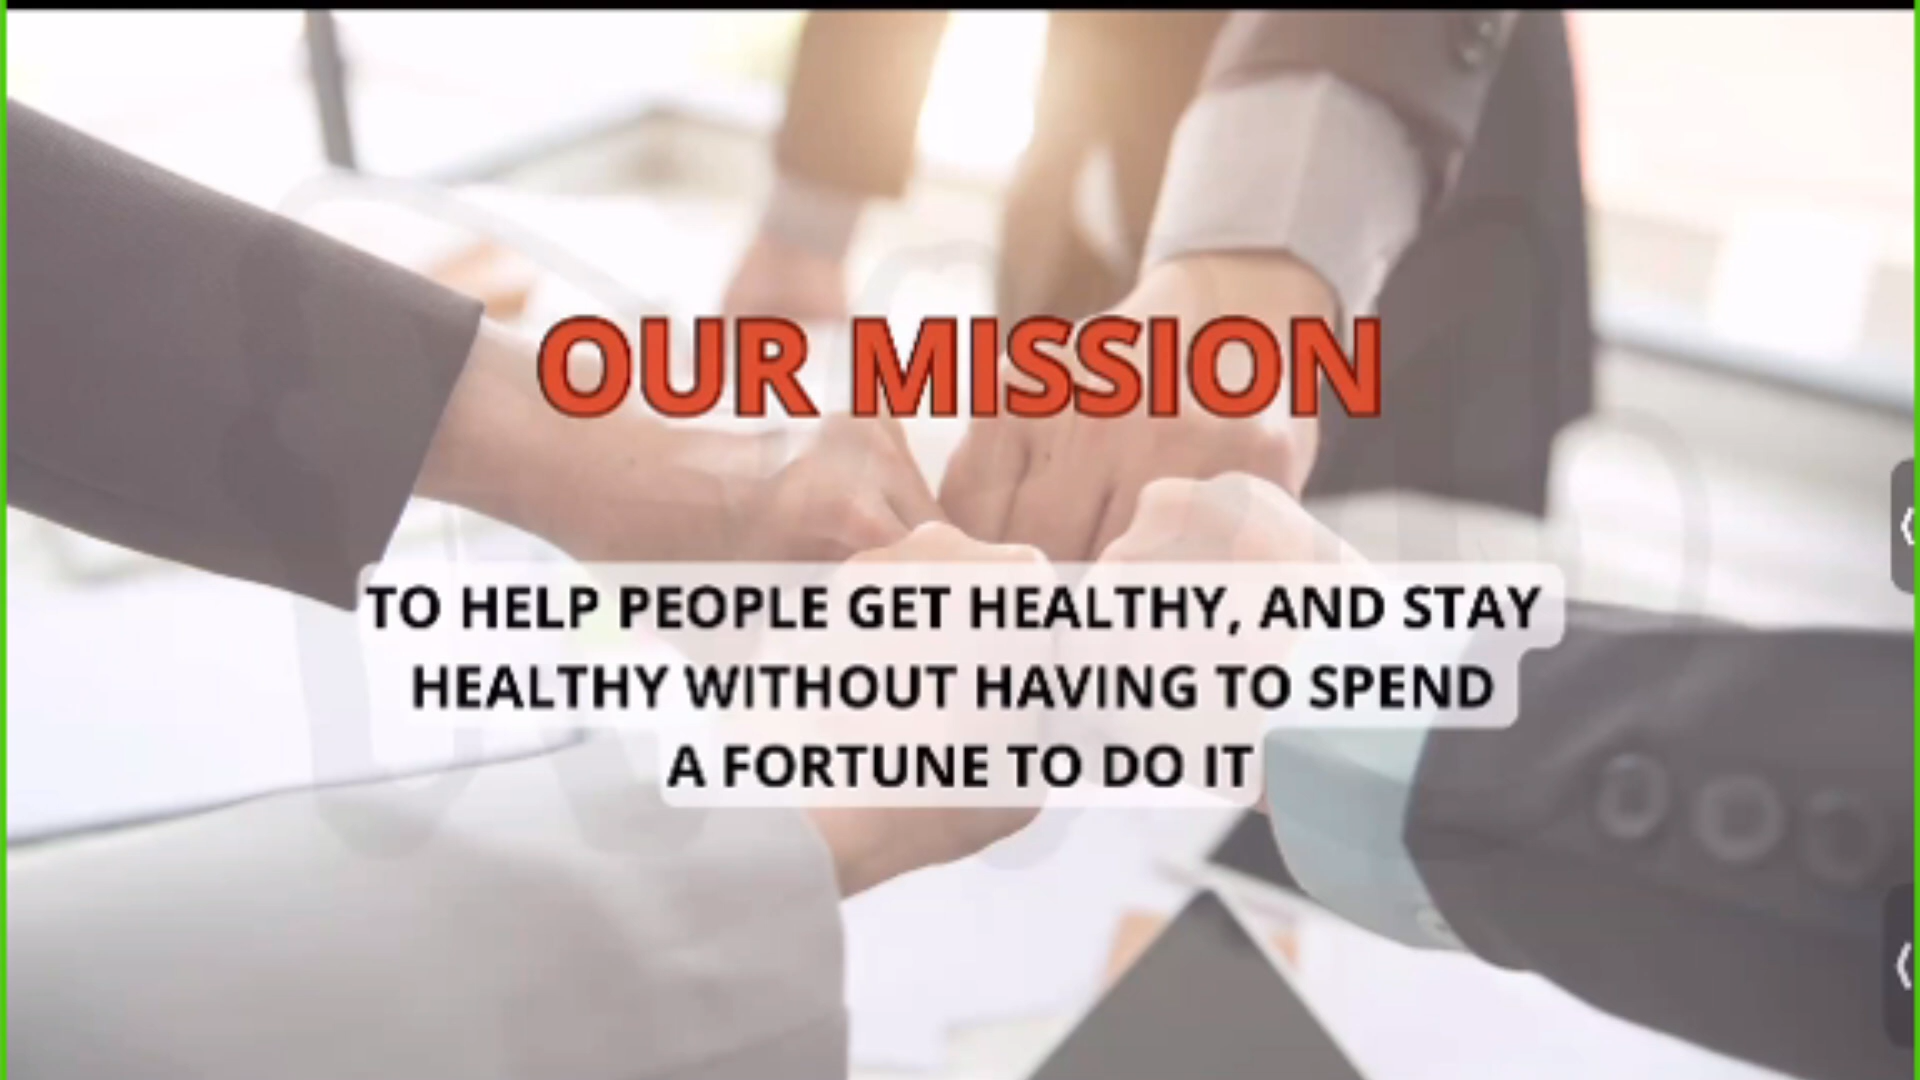 OUR MISSION
TO HELP PEOPLE GET HEALTHY, AND STAY
HEALTHY WITHOUT HAVING TO SPEND
A FORTUNE TO DO IT